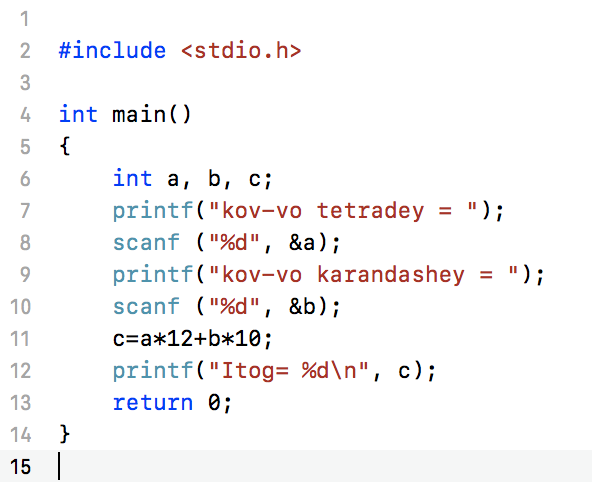 1
2 #include <stdio.h>
3
4 int main()
5 {
6     int a, b, c;
7     printf("kov-vo tetradey = ");
8     scanf ("%d", &a);
9     printf("kov-vo karandashey = ");
10     scanf ("%d", &b);
11     c=a*12+b*10;
12     printf("Itog= %d\n", c);
13     return 0;
14 }
15